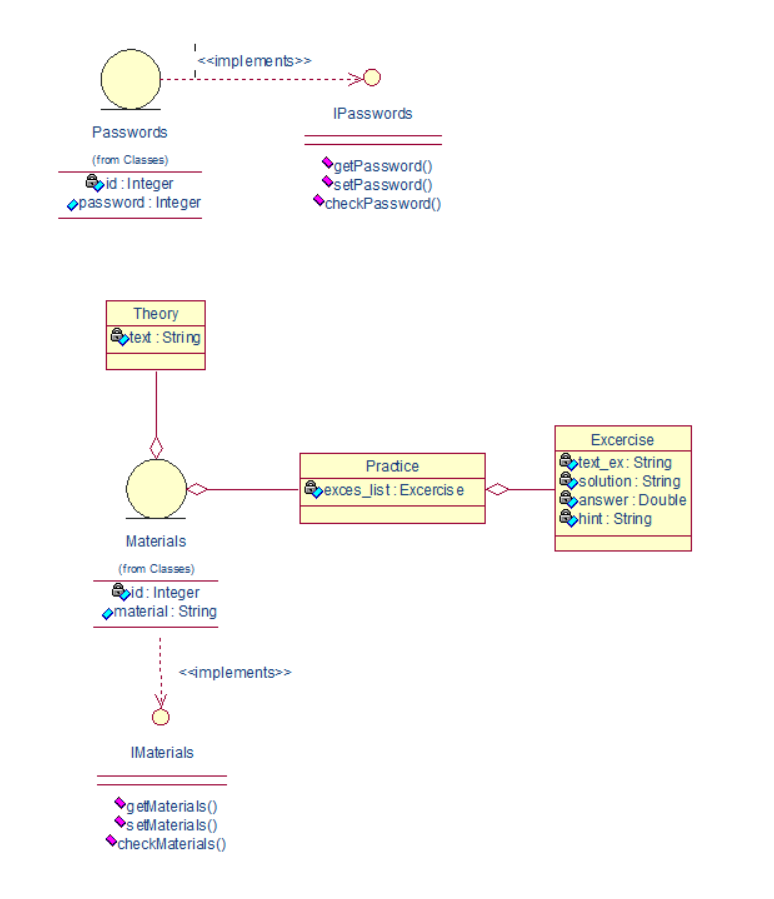 <<implements>>
Passwords
(from Classes)
id : Integer
password : Integer
IPasswords
getPassword()
setPassword()
checkPassword()
Theory
text : String
Materials
(from Classes)
id : Integer
material : String
Practice
exces_list : Excercise
Excercise
text_ex : String
solution : String
answer : Double
hint : String
<<implements>>
IMaterials
getMaterials()
setMaterials()
checkMaterials()